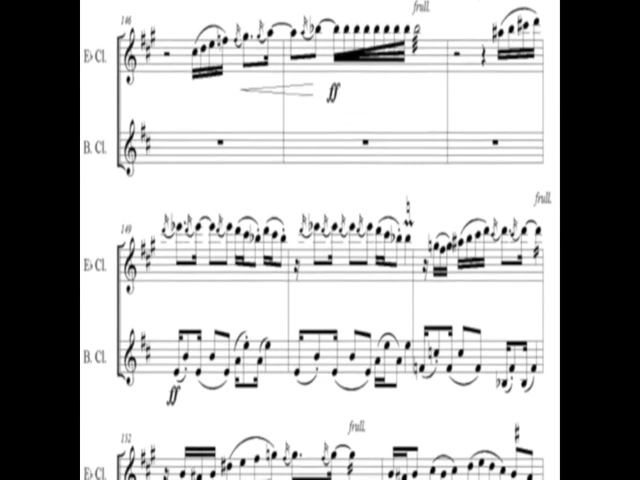 frull.
146
E♭ Cl.
ff
B. Cl.
frull.
149
E♭ Cl.
B. Cl.
ff
frull.
152
E♭ Cl.